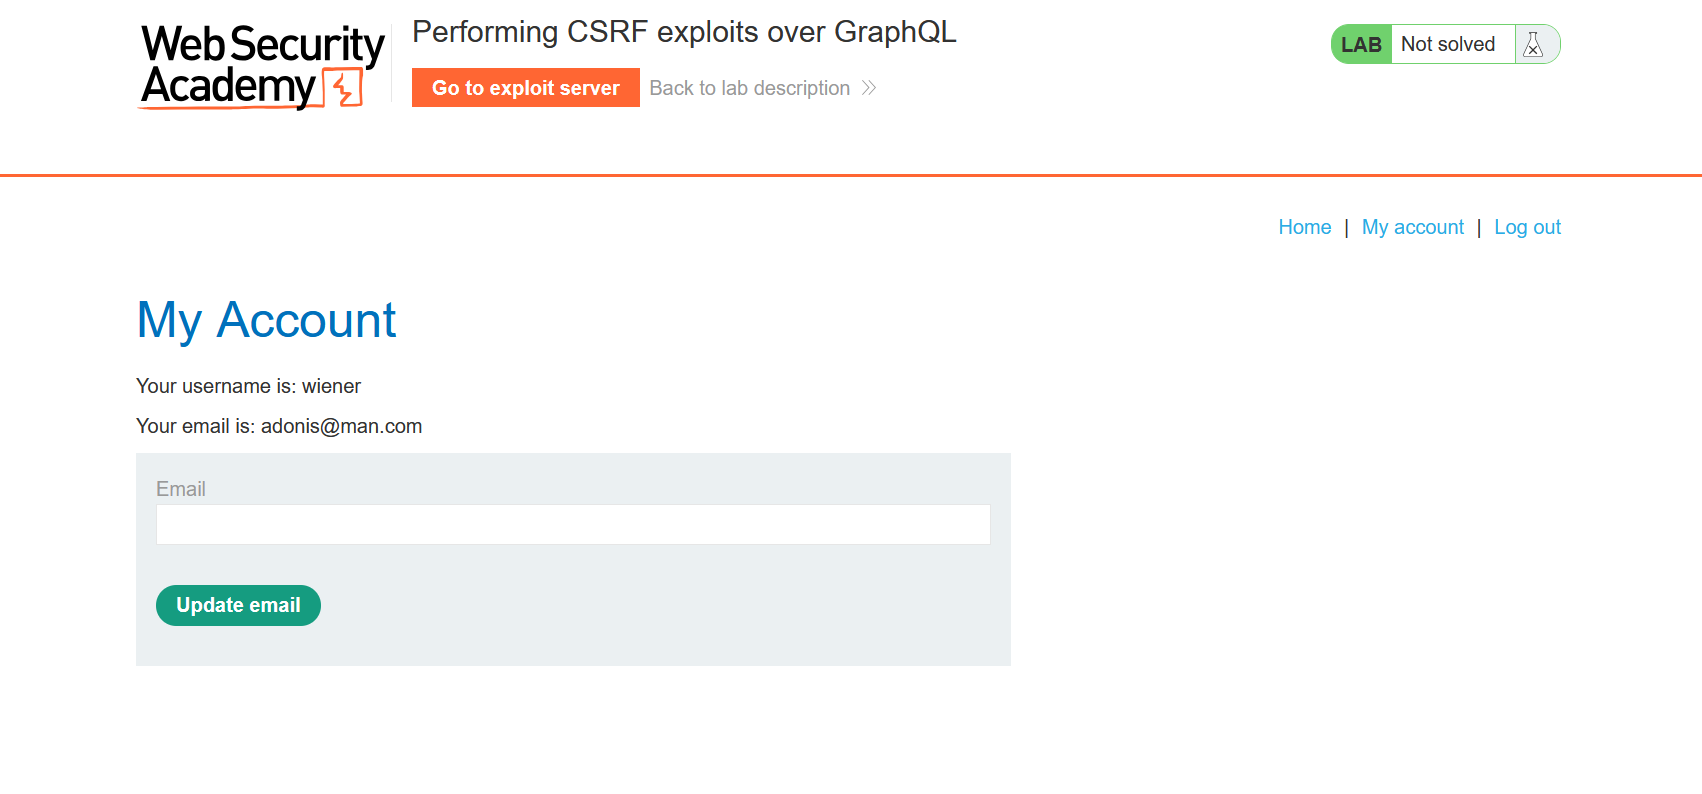 Web Security
Academy
Performing CSRF exploits over GraphQL
Go to exploit server
Back to lab description
LAB
Not solved
Home | My account | Log out
My Account
Your username is: wiener
Your email is: adonis@man.com
Email
Update email